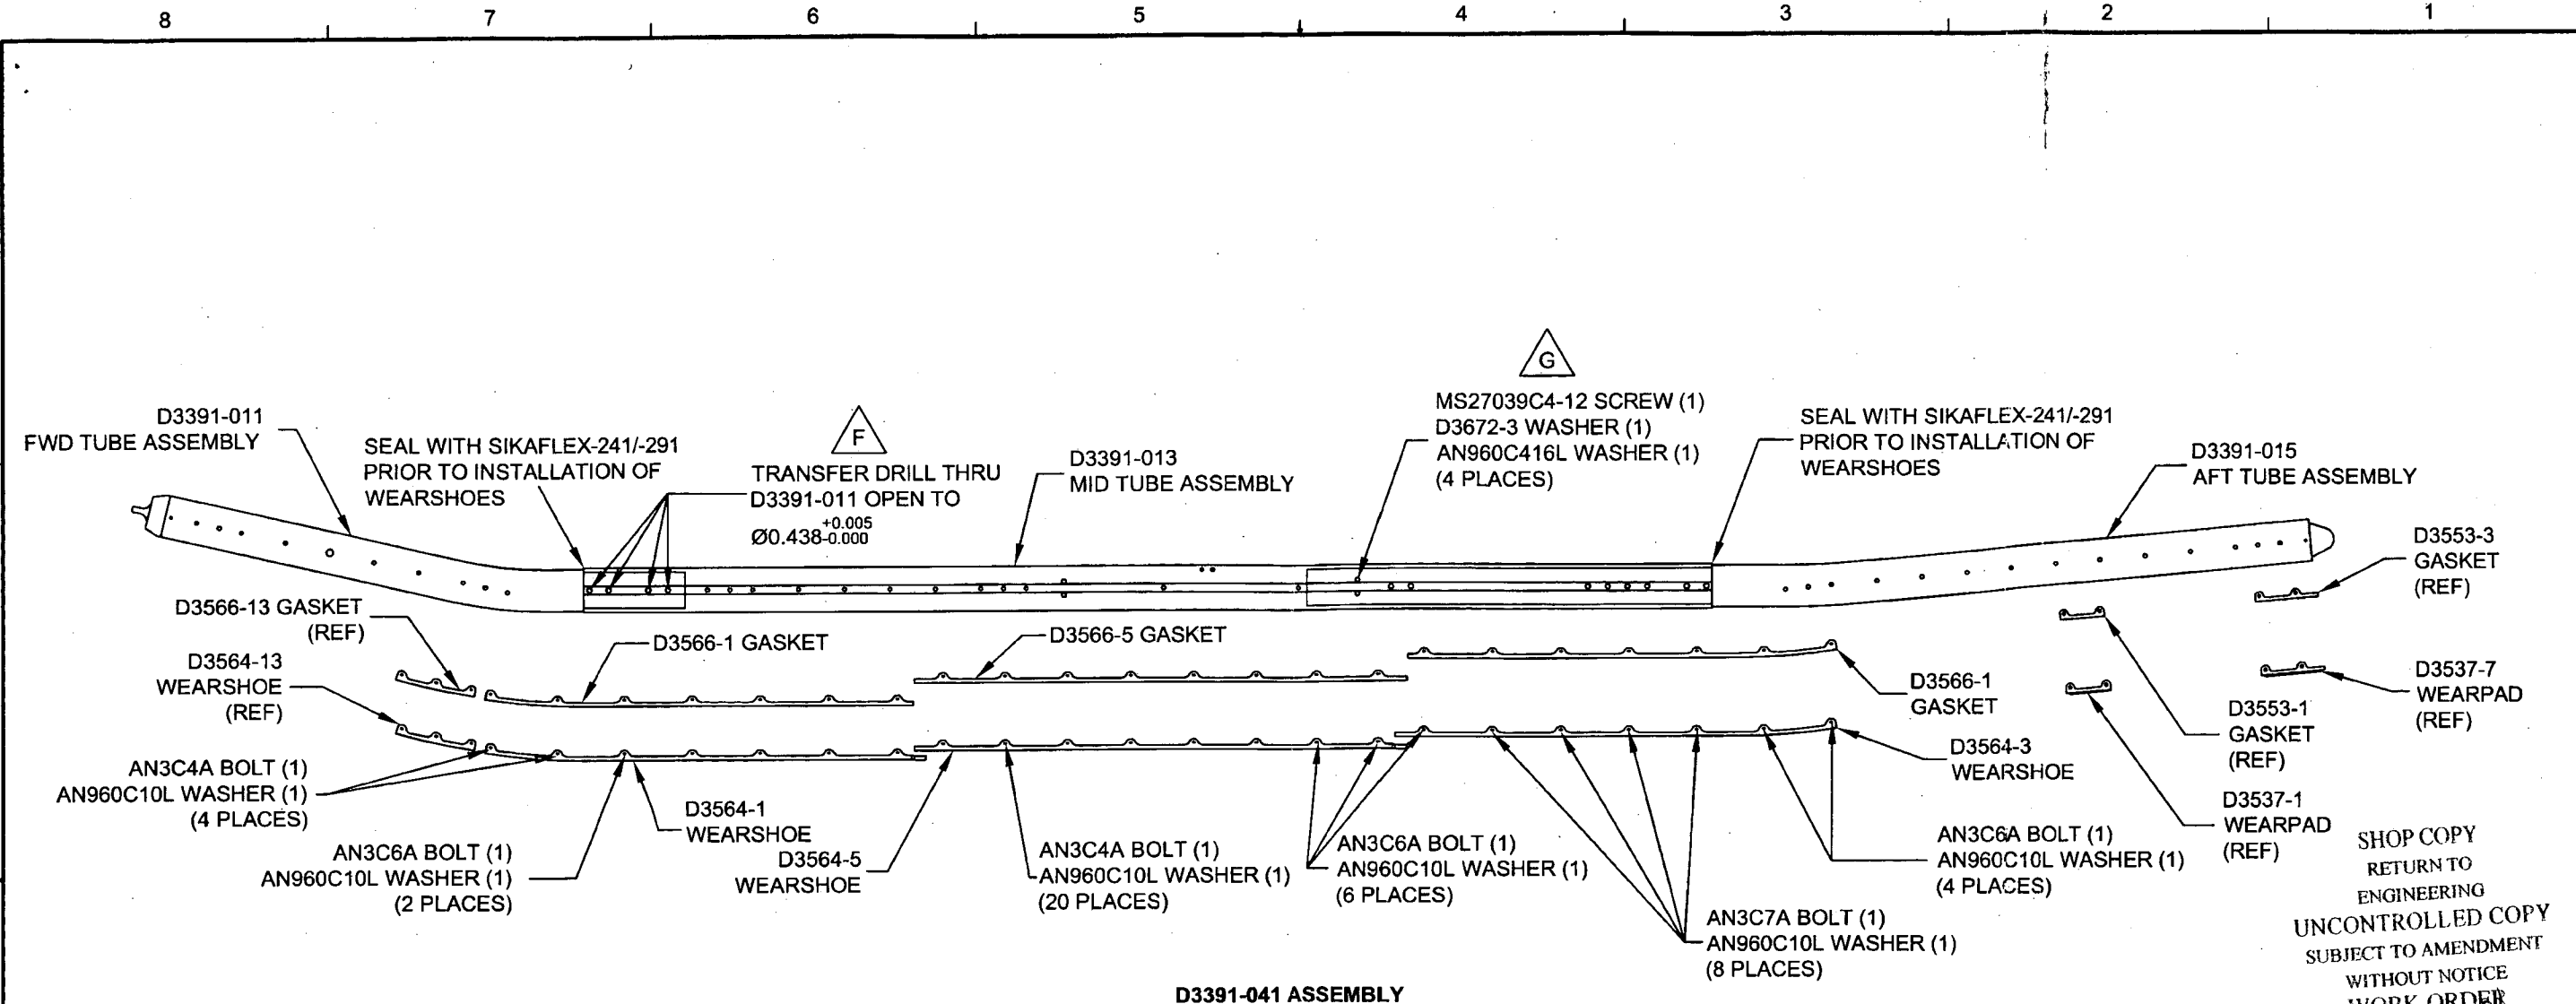 8 7 6 5 4 3 2 1
D3391-011
FWD TUBE ASSEMBLY
SEAL WITH SIKAFLEX-241/-291
PRIOR TO INSTALLATION OF
WEARSHOES
F
TRANSFER DRILL THRU
D3391-011 OPEN TO
Ø0.438 +0.005 -0.000
D3391-013
MID TUBE ASSEMBLY
G
MS27039C4-12 SCREW (1)
D3672-3 WASHER (1)
AN960C416L WASHER (1)
(4 PLACES)
SEAL WITH SIKAFLEX-241/-291
PRIOR TO INSTALLATION OF
WEARSHOES
D3391-015
AFT TUBE ASSEMBLY
D3553-3
GASKET
(REF)
D3566-13 GASKET
(REF)
D3566-1 GASKET
D3566-5 GASKET
D3564-13
WEARSHOE
(REF)
D3566-1
GASKET
D3553-1
GASKET
(REF)
D3537-7
WEARPAD
(REF)
AN3C4A BOLT (1)
AN960C10L WASHER (1)
(4 PLACES)
D3564-1
WEARSHOE
D3564-3
WEARSHOE
D3537-1
WEARPAD
(REF)
AN3C6A BOLT (1)
AN960C10L WASHER (1)
(2 PLACES)
D3564-5
WEARSHOE
AN3C4A BOLT (1)
AN960C10L WASHER (1)
(20 PLACES)
AN3C6A BOLT (1)
AN960C10L WASHER (1)
(6 PLACES)
AN3C7A BOLT (1)
AN960C10L WASHER (1)
(8 PLACES)
AN3C6A BOLT (1)
AN960C10L WASHER (1)
(4 PLACES)
SHOP COPY
RETURN TO
ENGINEERING
UNCONTROLLED COPY
SUBJECT TO AMENDMENT
WITHOUT NOTICE
WORK ORDER
D3391-041 ASSEMBLY